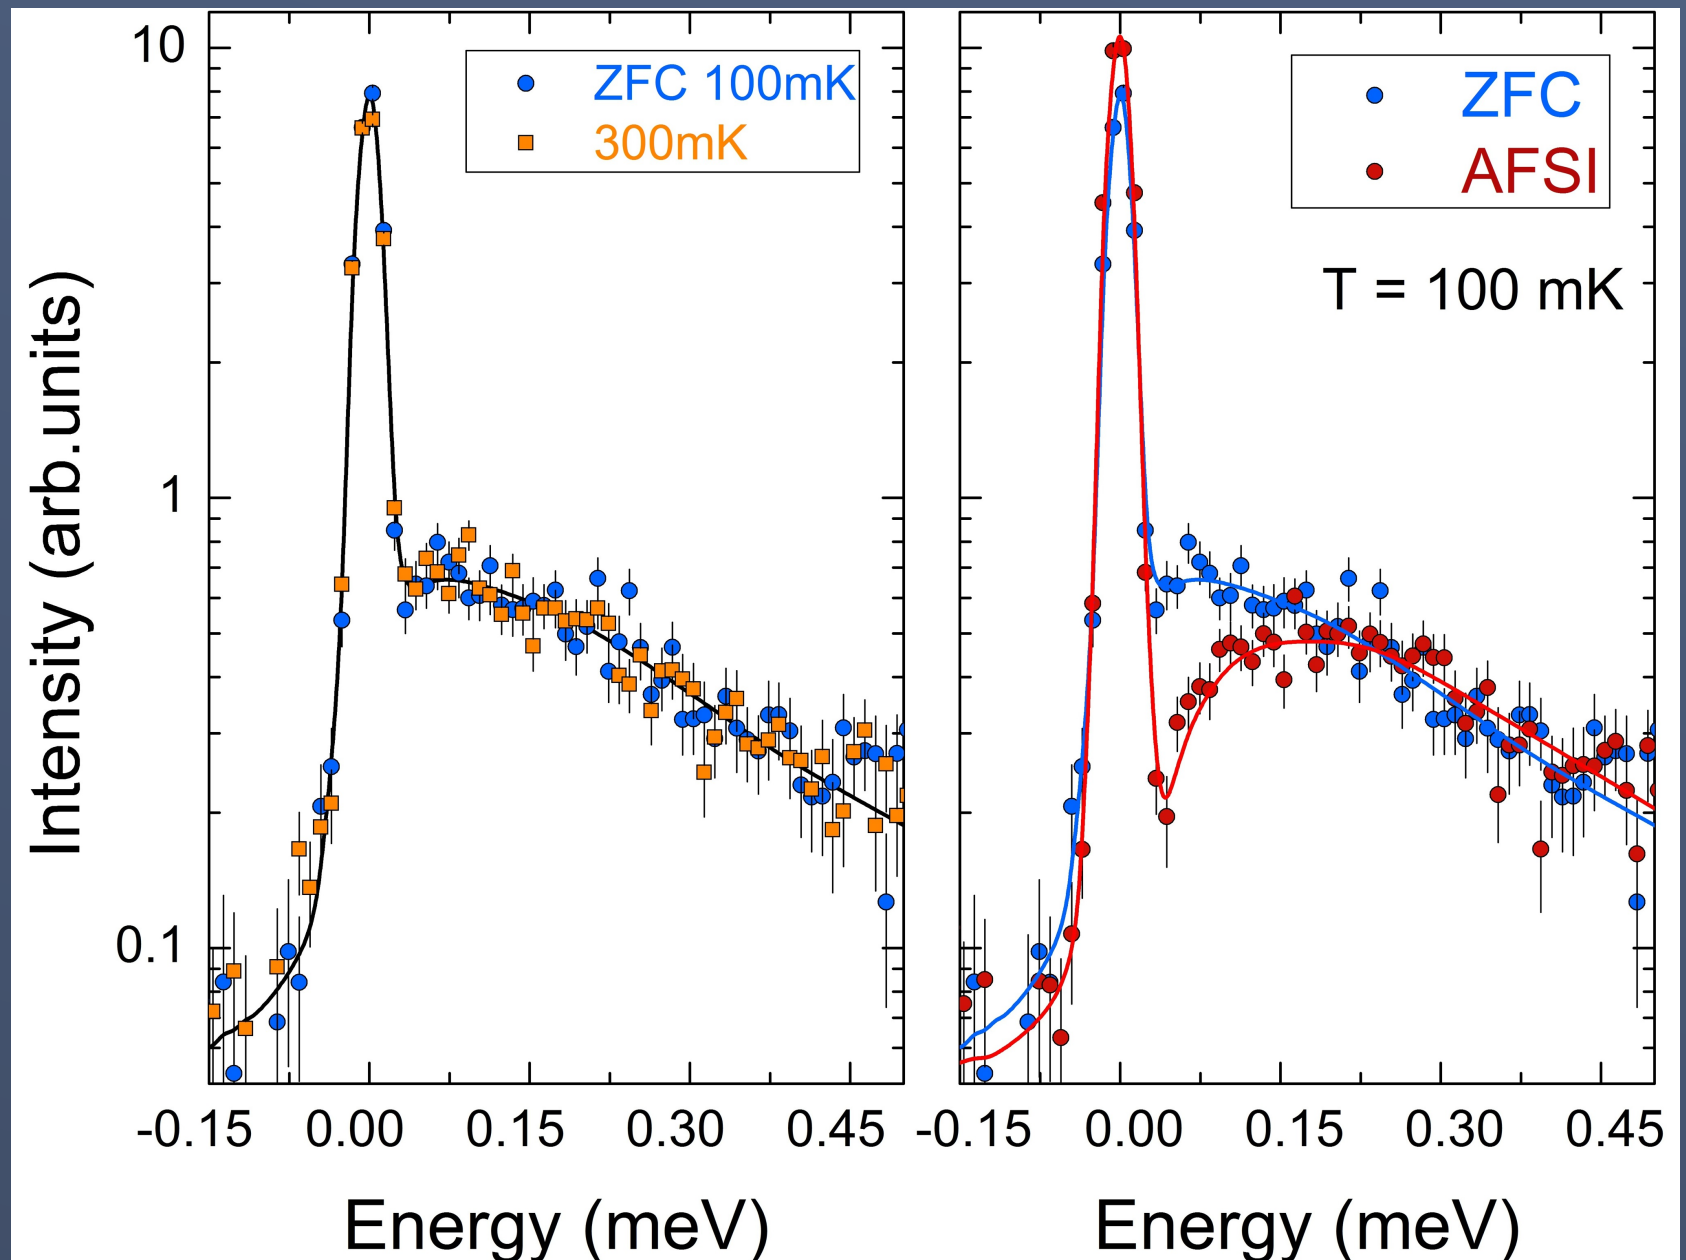 Intensity (arb.units)
10
1
0.1
ZFC 100mK
300mK
-0.15 0.00 0.15 0.30 0.45
Energy (meV)
ZFC
AFSI
T = 100 mK
-0.15 0.00 0.15 0.30 0.45
Energy (meV)